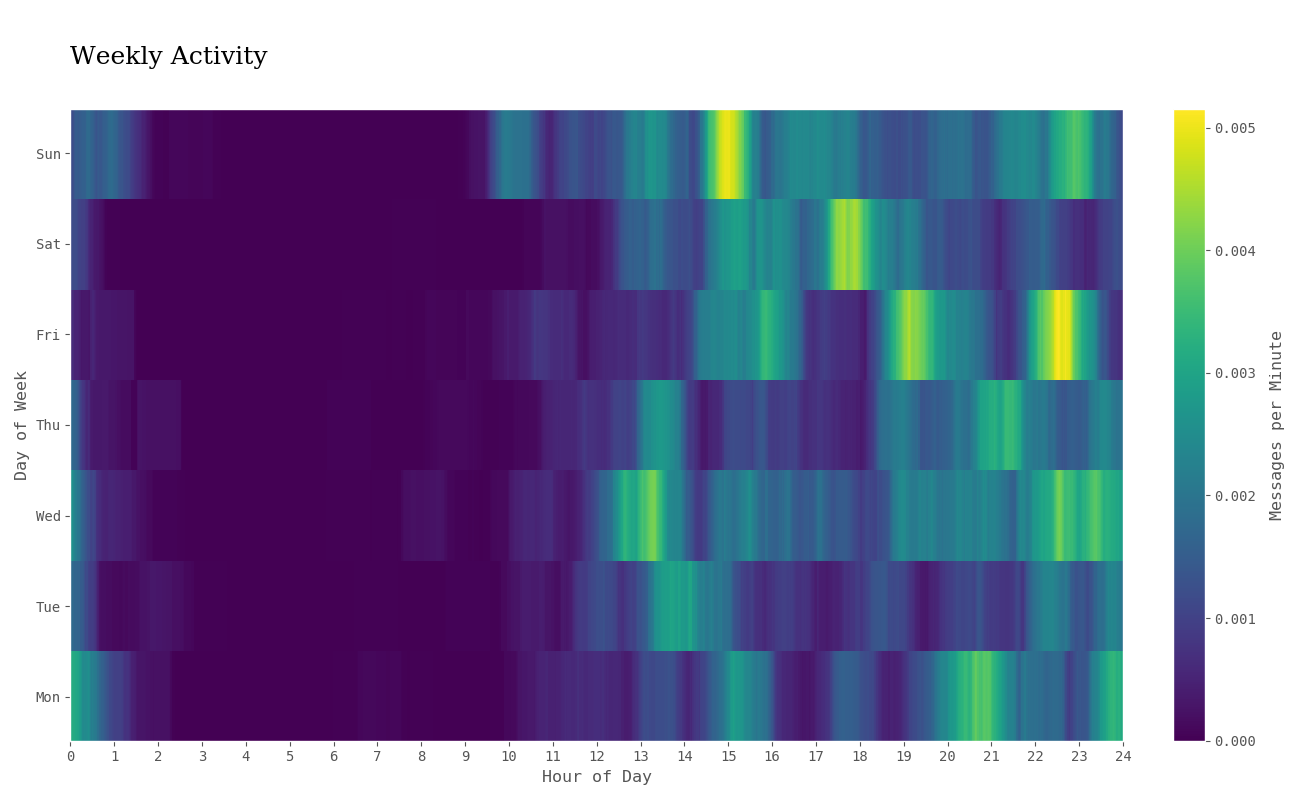 Weekly Activity
Sun
Sat
Fri
Thu
Wed
Tue
Mon
Day of Week
0 1 2 3 4 5 6 7 8 9 10 11 12 13 14 15 16 17 18 19 20 21 22 23 24
Hour of Day
0.005
0.004
0.003
0.002
0.001
0.000
Messages per Minute